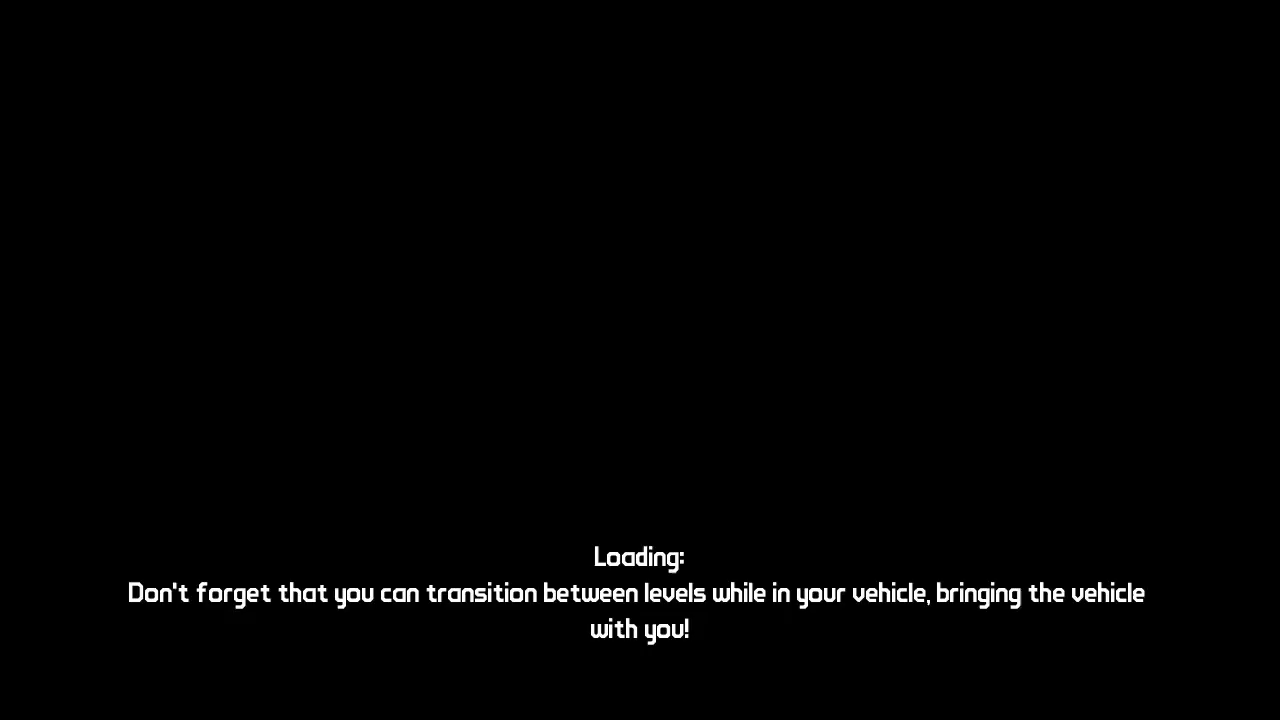 Loading:
Don't forget that you can transition between levels while in your vehicle, bringing the vehicle
with you!